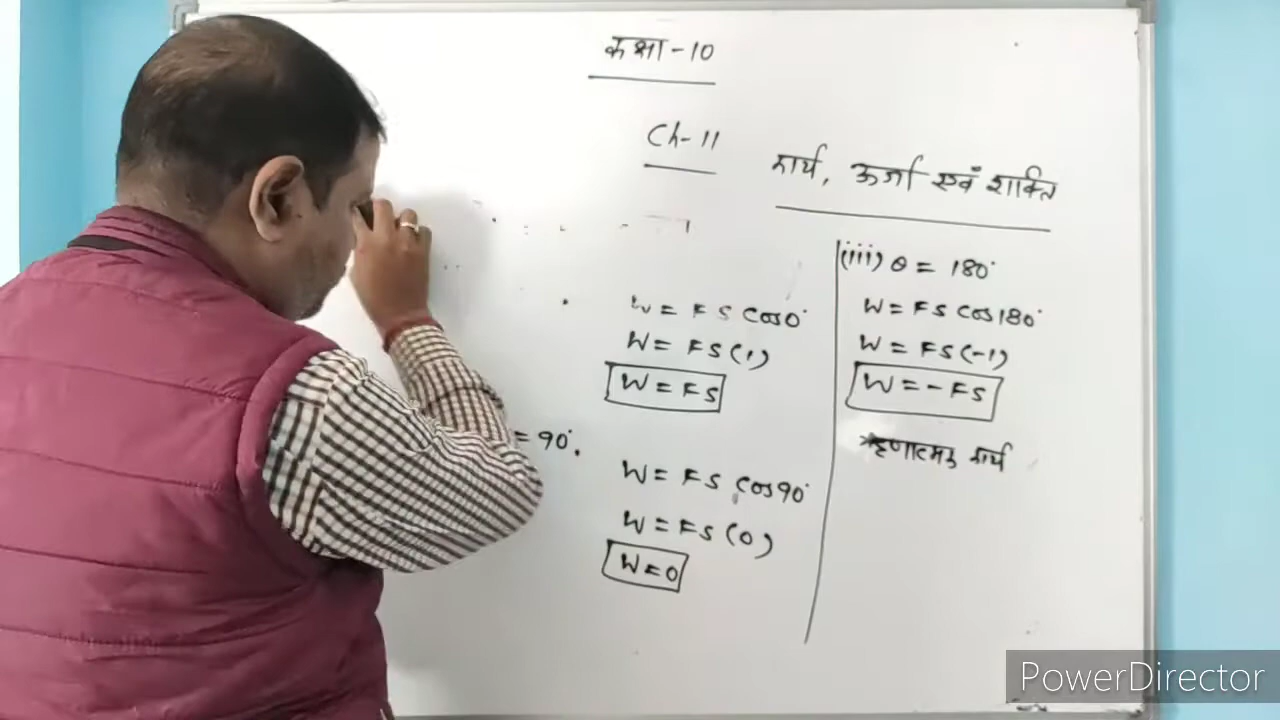 कक्षा - 10
Ch - 11
कार्य, ऊर्जा एवं शक्ति
W = FS Cos0°
W = FS (1)
W = FS
= 90°.
W = FS Cos90°
W = FS (0)
W = 0
(iii) θ = 180°
W = FS Cos180°
W = FS(-1)
W = - FS
ऋणात्मक कार्य
PowerDirector